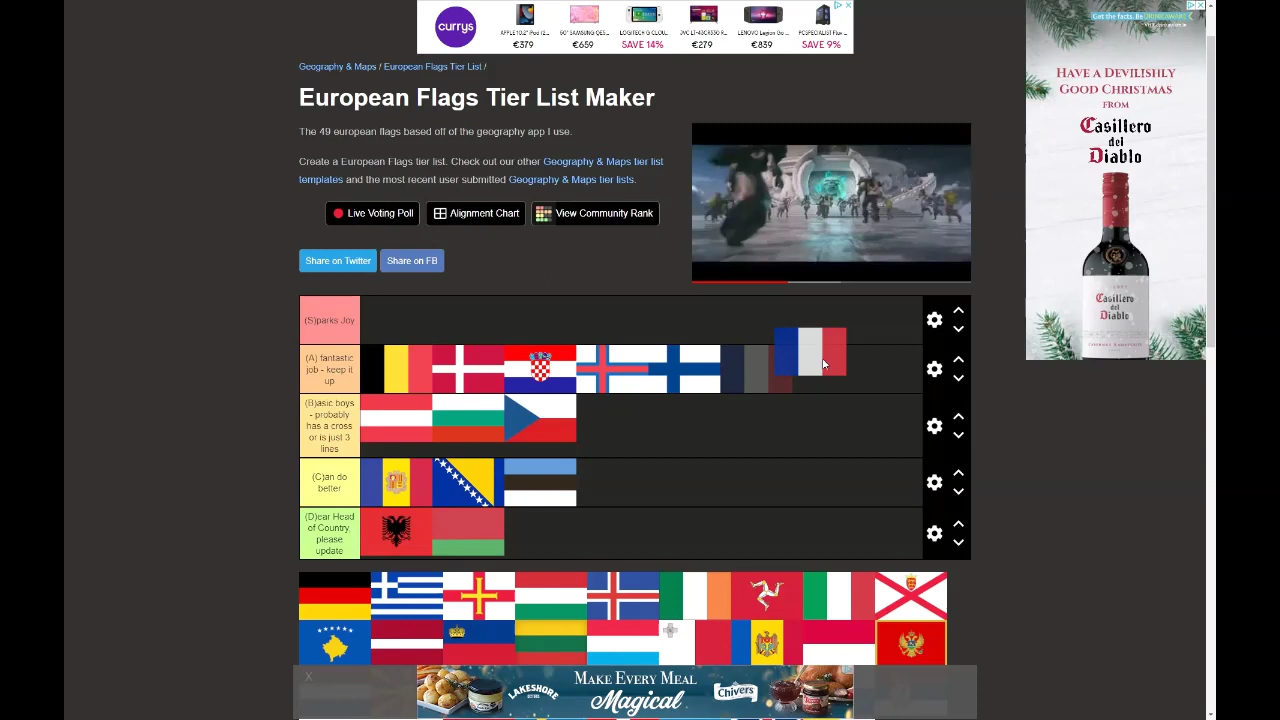 currys
APPLE 10.2" iPad (2...
€379
60" SAMSUNG QE5...
€659
LOGITECH G CLOU...
SAVE 14%
JVC LT-43CR330 R...
€279
LENOVO Legion Go ...
€839
PCSPECIALIST Flux ...
SAVE 9%
Get the facts. Be DRINKAWARE
Geography & Maps / European Flags Tier List /
European Flags Tier List Maker
The 49 european flags based off of the geography app I use.
Create a European Flags tier list. Check out our other Geography & Maps tier list
templates and the most recent user submitted Geography & Maps tier lists.
Live Voting Poll
Alignment Chart
View Community Rank
Share on Twitter
Share on FB
HAVE A DEVILISHLY
GOOD CHRISTMAS
FROM
Casillero
del
Diablo
Casillero
del
Diablo
(S)parks Joy
(A) fantastic
job - keep it
up
(B)asic boys
- probably
has a cross
or is just 3
lines
(C)an do
better
(D)ear Head
of Country,
please
update
X
LAKESHORE
MAKE EVERY MEAL
Magical
Chivers